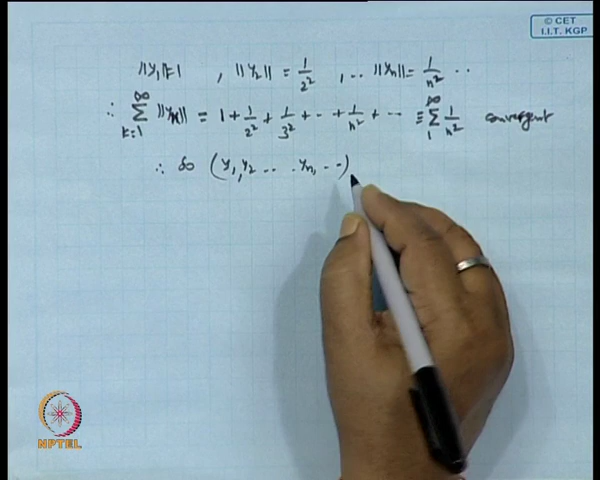 © CET
I.I.T. KGP
||y₁|| = 1 , ||y₂|| = 1/2² , ... ||yₙ|| = 1/n² ...
∴ ∞∑k=1 ||yₖ|| = 1 + 1/2² + 1/3² + ... + 1/n² + ... ≡ ∞∑1 1/n² convergent
∴ so (y₁, y₂ ... yₙ, ...)
NPTEL